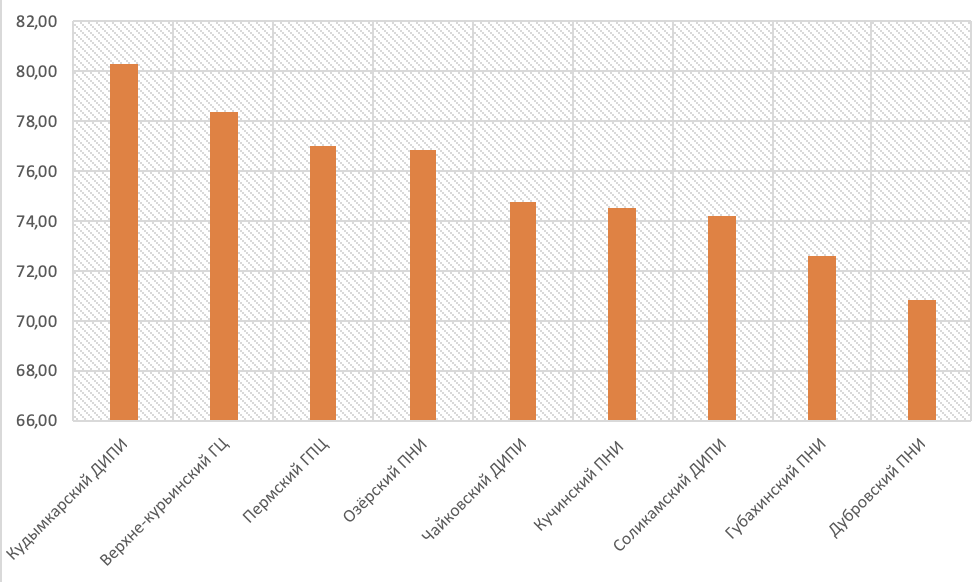 82,00
80,00
78,00
76,00
74,00
72,00
70,00
68,00
66,00
Кудымкарский ДИПИ
Верхне-курьинский ГЦ
Пермский ГПЦ
Озёрский ПНИ
Чайковский ДИПИ
Кучинский ПНИ
Соликамский ДИПИ
Губахинский ПНИ
Дубровский ПНИ